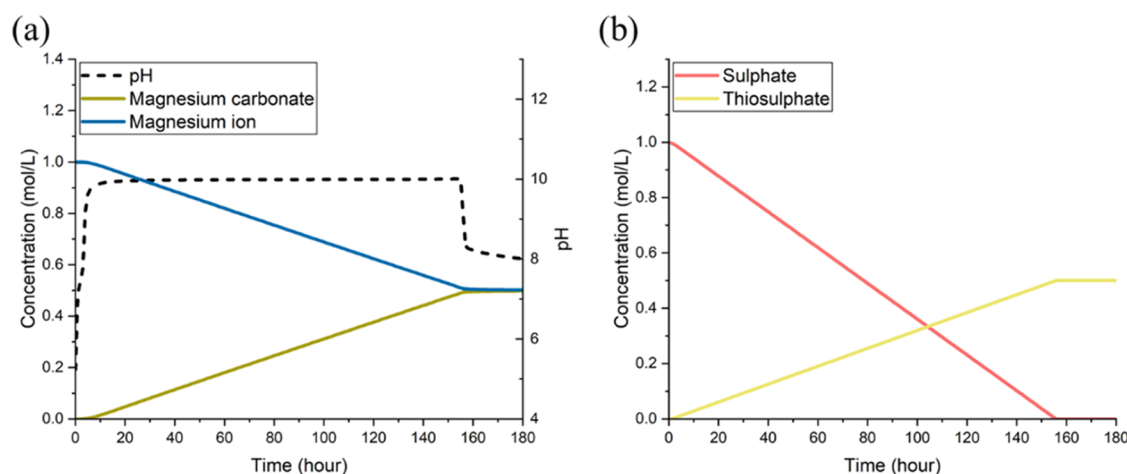 (a)
1.4
1.2
1.0
0.8
0.6
0.4
0.2
0.0
Concentration (mol/L)
pH
Magnesium carbonate
Magnesium ion
12
10
8
6
4
pH
0 20 40 60 80 100 120 140 160 180
Time (hour)
(b)
1.2
1.0
0.8
0.6
0.4
0.2
0.0
Concentration (mol/L)
Sulphate
Thiosulphate
0 20 40 60 80 100 120 140 160 180
Time (hour)